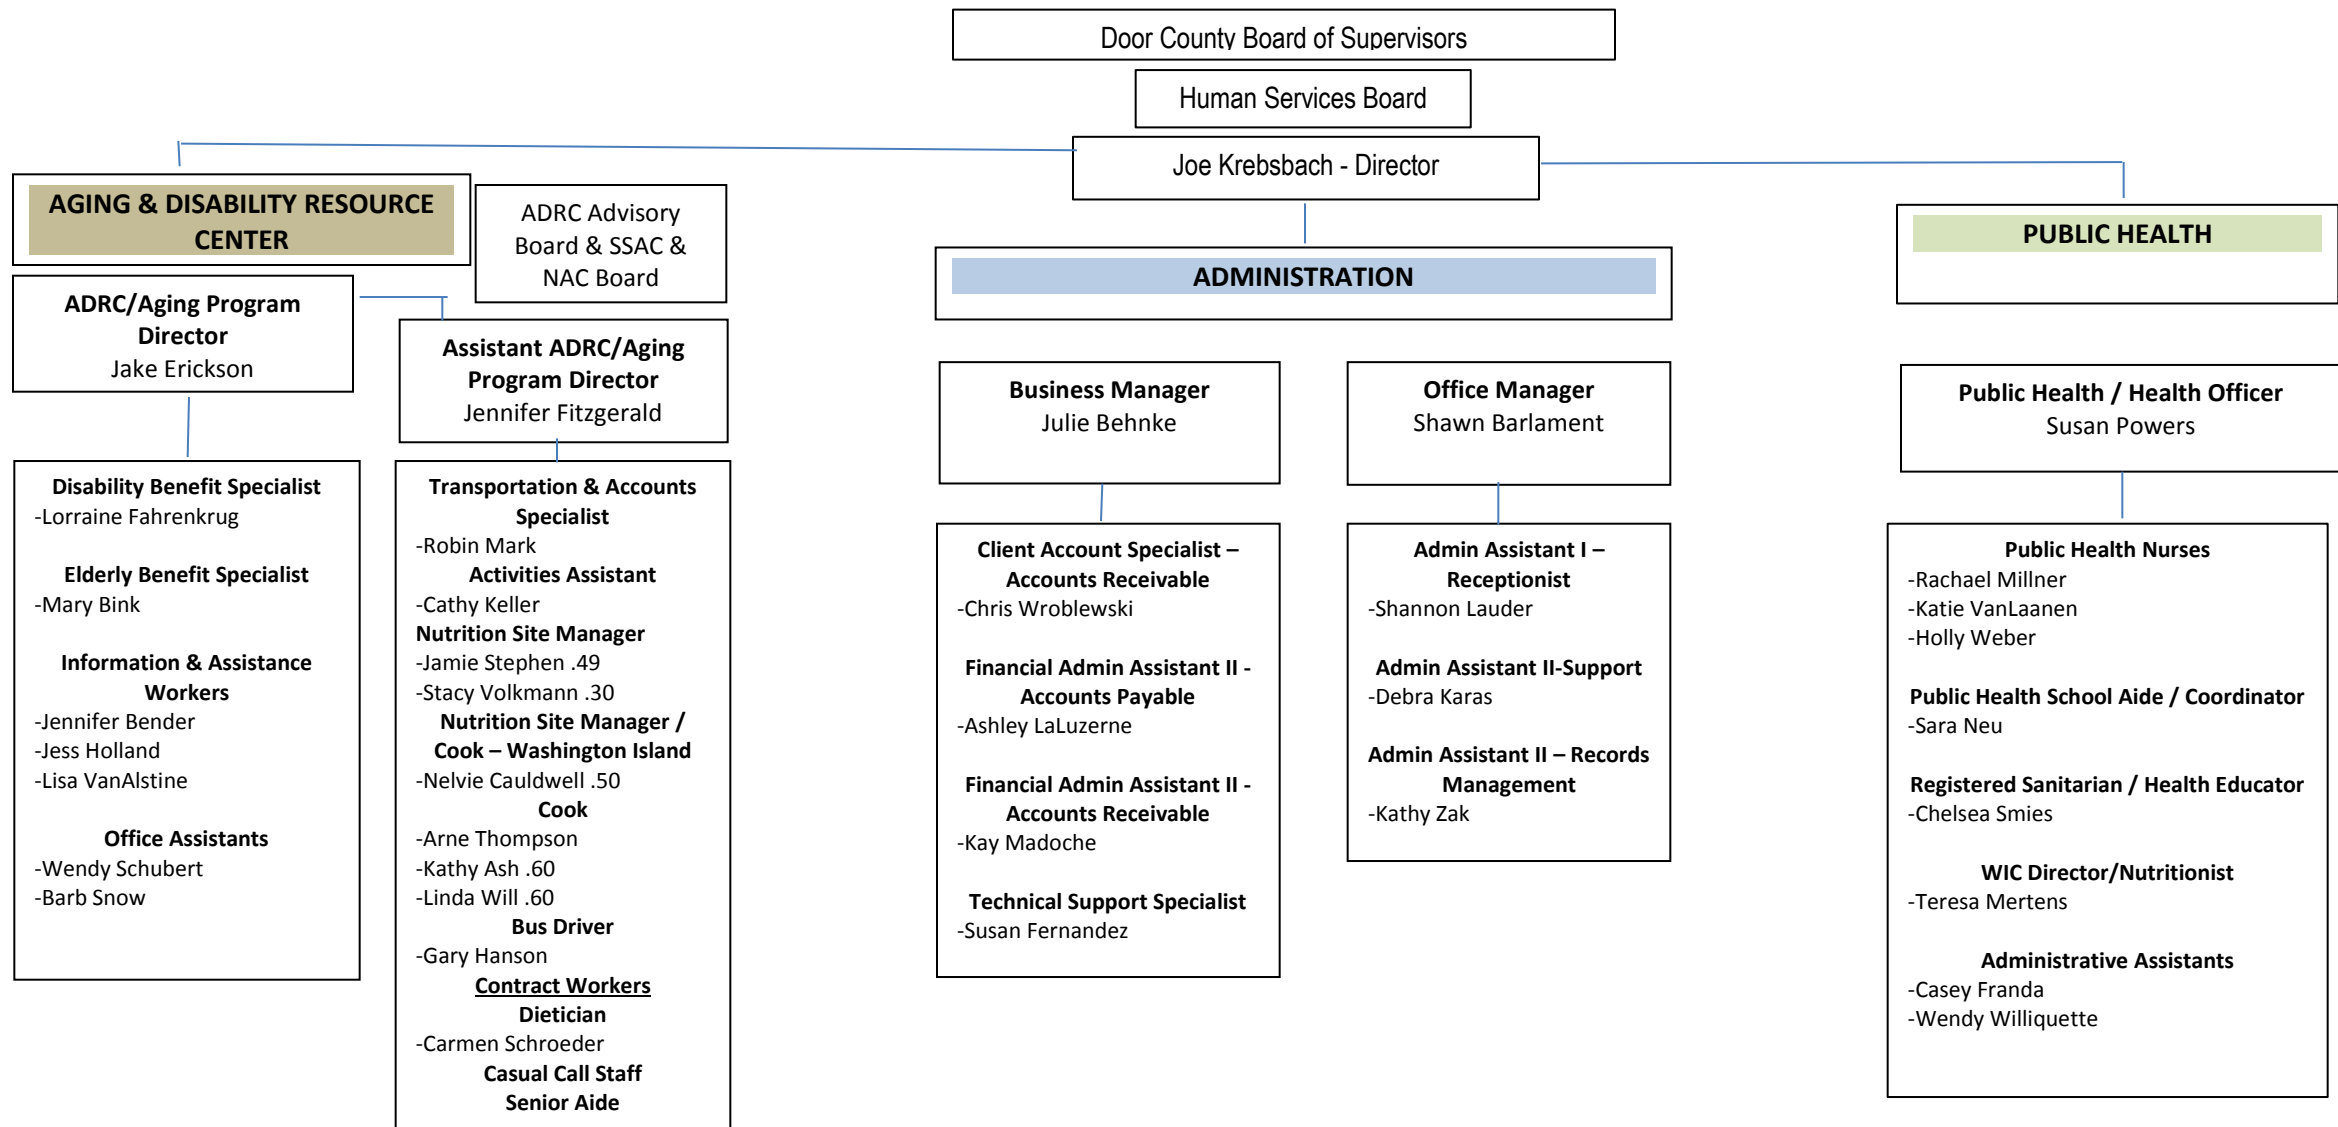 Door County Board of Supervisors
Human Services Board
Joe Krebsbach - Director
AGING & DISABILITY RESOURCE
CENTER
ADRC Advisory
Board & SSAC &
NAC Board
ADRC/Aging Program
Director
Jake Erickson
Assistant ADRC/Aging
Program Director
Jennifer Fitzgerald
Disability Benefit Specialist
-Lorraine Fahrenkrug
Elderly Benefit Specialist
-Mary Bink
Information & Assistance
Workers
-Jennifer Bender
-Jess Holland
-Lisa VanAlstine
Office Assistants
-Wendy Schubert
-Barb Snow
Transportation & Accounts
Specialist
-Robin Mark
Activities Assistant
-Cathy Keller
Nutrition Site Manager
-Jamie Stephen .49
-Stacy Volkmann .30
Nutrition Site Manager /
Cook – Washington Island
-Nelvie Cauldwell .50
Cook
-Arne Thompson
-Kathy Ash .60
-Linda Will .60
Bus Driver
-Gary Hanson
Contract Workers
Dietician
-Carmen Schroeder
Casual Call Staff
Senior Aide
ADMINISTRATION
Business Manager
Julie Behnke
Client Account Specialist –
Accounts Receivable
-Chris Wroblewski
Financial Admin Assistant II -
Accounts Payable
-Ashley LaLuzerne
Financial Admin Assistant II -
Accounts Receivable
-Kay Madoche
Technical Support Specialist
-Susan Fernandez
Office Manager
Shawn Barlament
Admin Assistant I –
Receptionist
-Shannon Lauder
Admin Assistant II-Support
-Debra Karas
Admin Assistant II – Records
Management
-Kathy Zak
PUBLIC HEALTH
Public Health / Health Officer
Susan Powers
Public Health Nurses
-Rachael Millner
-Katie VanLaanen
-Holly Weber
Public Health School Aide / Coordinator
-Sara Neu
Registered Sanitarian / Health Educator
-Chelsea Smies
WIC Director/Nutritionist
-Teresa Mertens
Administrative Assistants
-Casey Franda
-Wendy Williquette